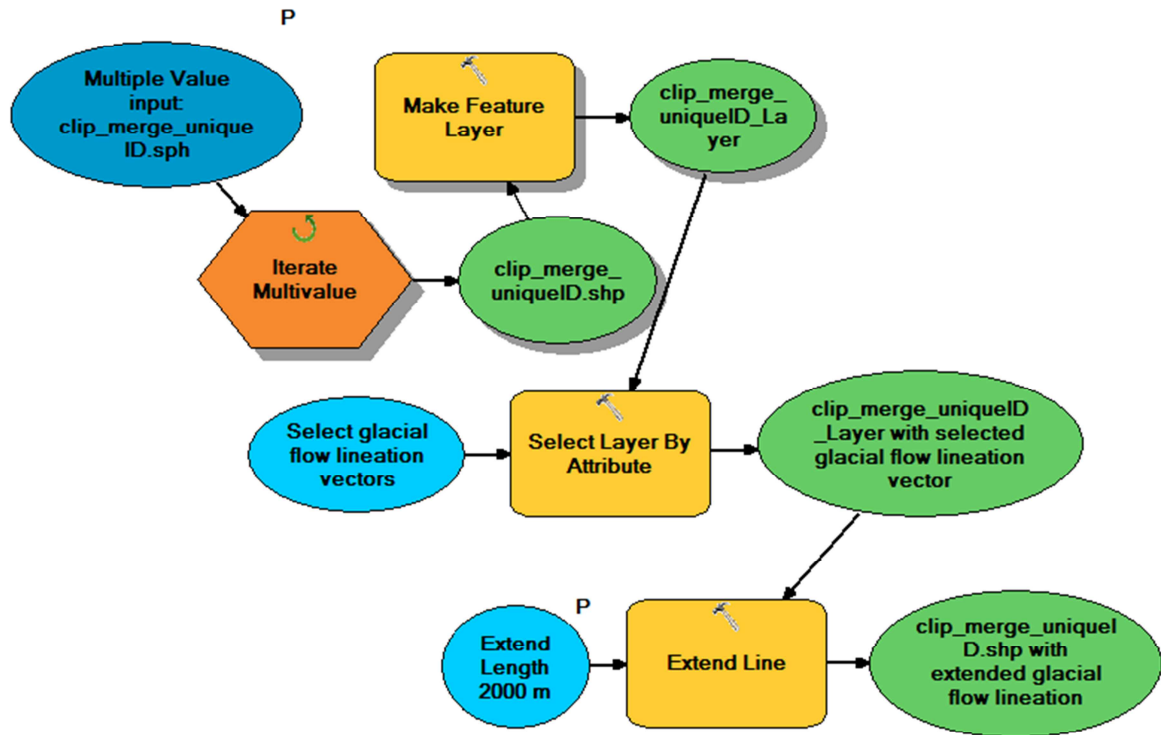 P
Multiple Value
input:
clip_merge_unique
ID.sph
Make Feature
Layer
clip_merge_
uniqueID_La
yer
Iterate
Multivalue
clip_merge_
uniqueID.shp
Select glacial
flow lineation
vectors
Select Layer By
Attribute
clip_merge_uniqueID
_Layer with selected
glacial flow lineation
vector
P
Extend
Length
2000 m
Extend Line
clip_merge_uniqueI
D.shp with
extended glacial
flow lineation